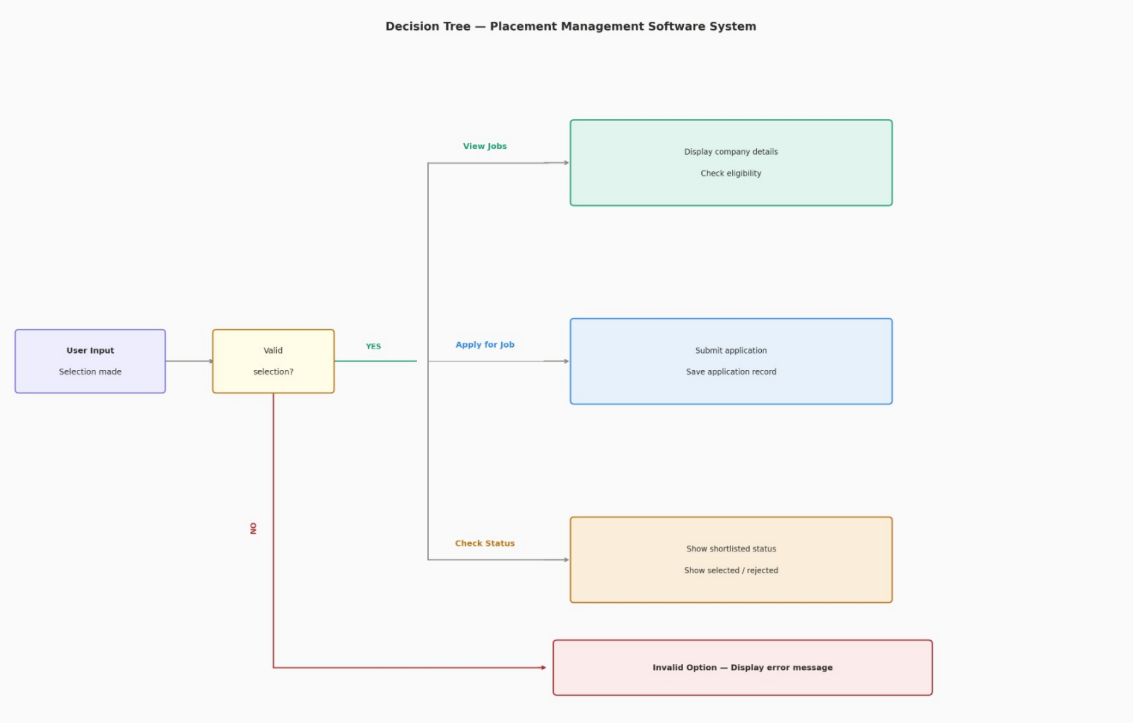 Decision Tree — Placement Management Software System
View Jobs
Display company details
Check eligibility
User Input
Selection made
Valid
selection?
YES
Apply for Job
Submit application
Save application record
NO
Check Status
Show shortlisted status
Show selected / rejected
Invalid Option — Display error message